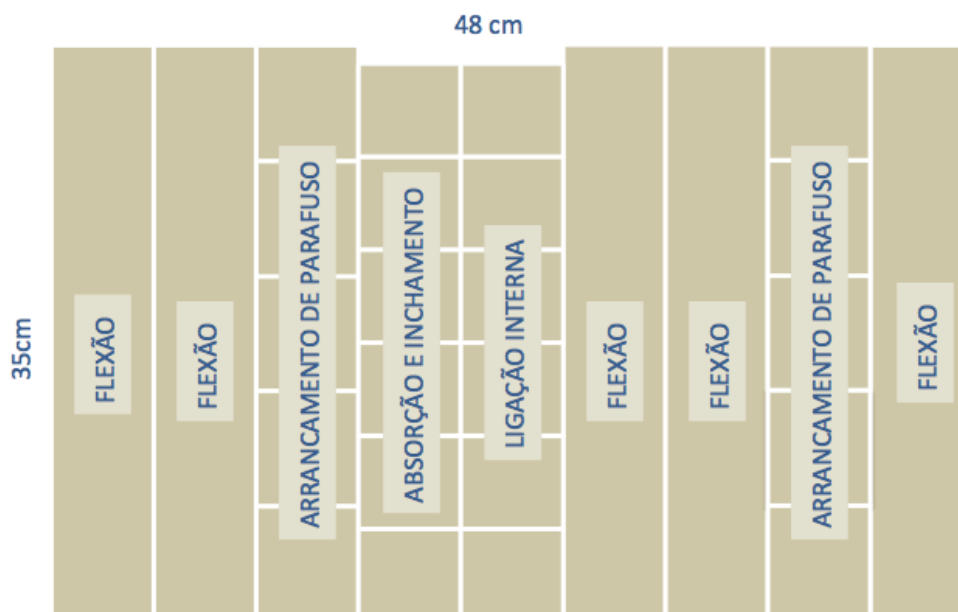 48 cm
35cm
FLEXÃO
FLEXÃO
ARRANCAMENTO DE PARAFUSO
ABSORÇÃO E INCHAMENTO
LIGAÇÃO INTERNA
FLEXÃO
FLEXÃO
ARRANCAMENTO DE PARAFUSO
FLEXÃO